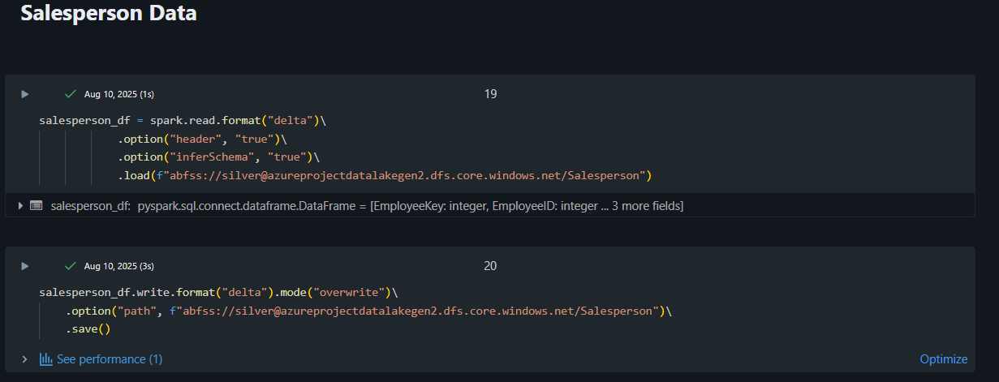 Salesperson Data
Aug 10, 2025 (1s)
19
salesperson_df = spark.read.format("delta")\
.option("header", "true")\
.option("inferSchema", "true")\
.load(f"abfss://silver@azureprojectdatalakegen2.dfs.core.windows.net/Salesperson")
salesperson_df: pyspark.sql.connect.dataframe.DataFrame = [EmployeeKey: integer, EmployeeID: integer ... 3 more fields]
Aug 10, 2025 (3s)
20
salesperson_df.write.format("delta").mode("overwrite")\
.option("path", f"abfss://silver@azureprojectdatalakegen2.dfs.core.windows.net/Salesperson")\
.save()
See performance (1)
Optimize